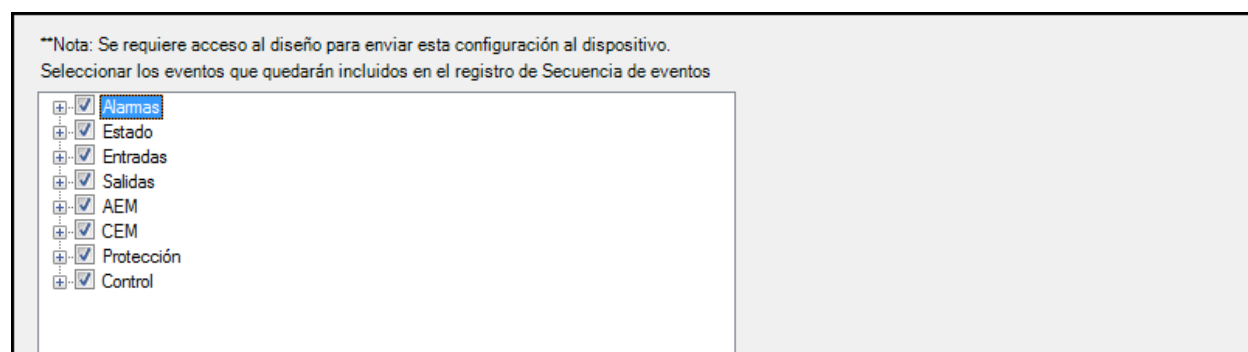 **Nota: Se requiere acceso al diseño para enviar esta configuración al dispositivo.
Seleccionar los eventos que quedarán incluidos en el registro de Secuencia de eventos
Alarmas
Estado
Entradas
Salidas
AEM
CEM
Protección
Control